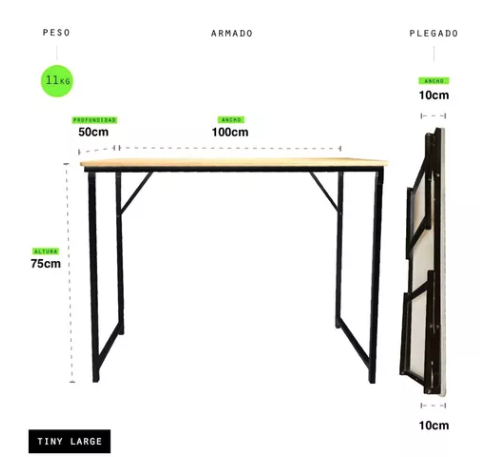 PESO
ARMADO
PLEGADO
11KG
ANCHO
10cm
PROFUNDIDAD
50cm
ANCHO
100cm
ALTURA
75cm
10cm
TINY LARGE